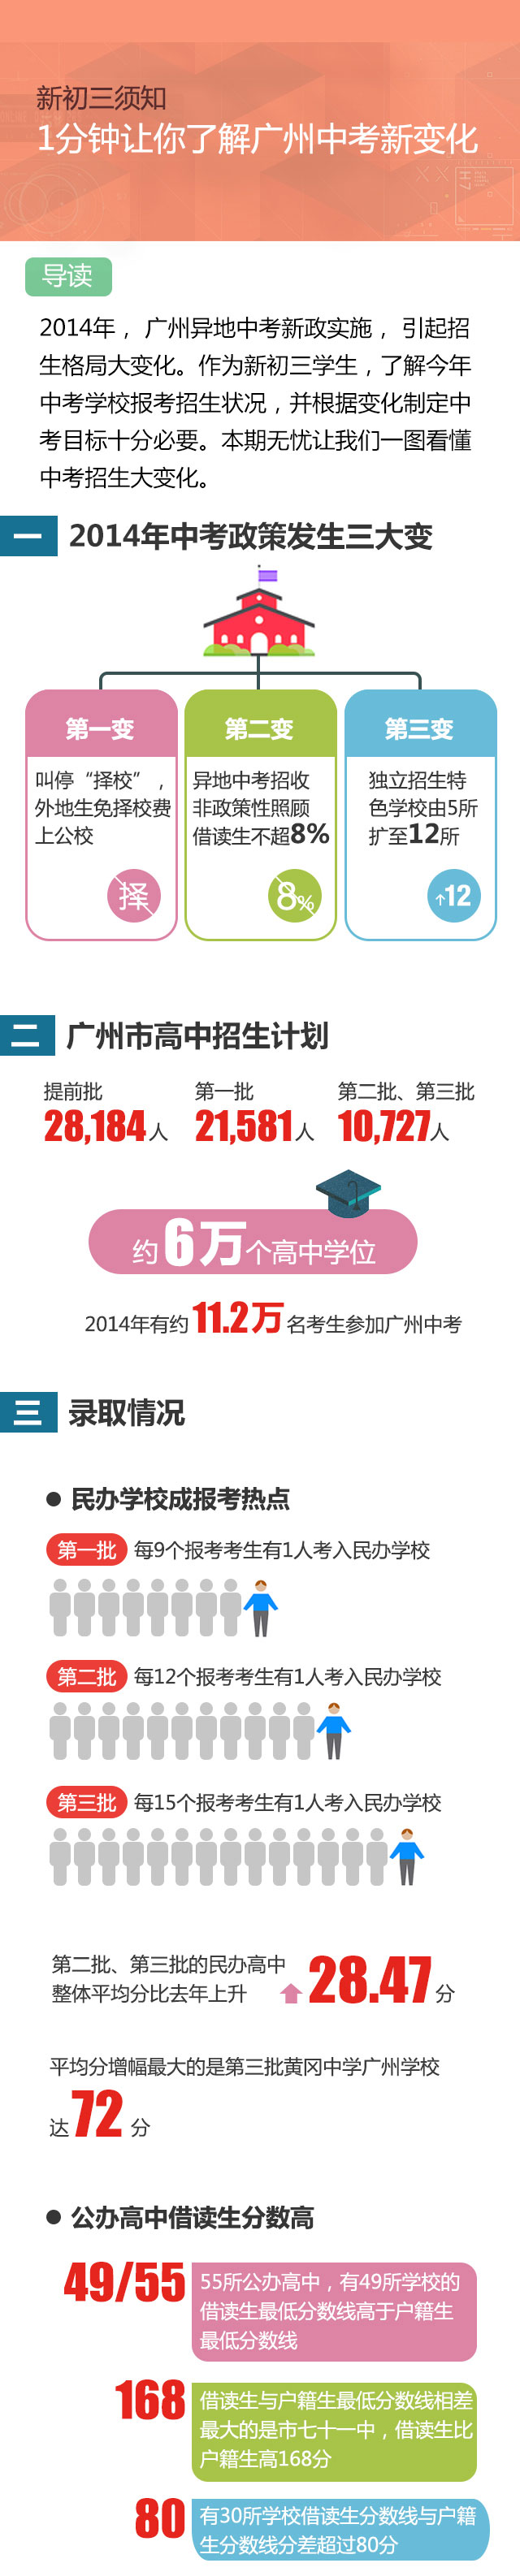 新初三须知
1分钟让你了解广州中考新变化
导读
2014年，广州异地中考新政实施，引起招
生格局大变化。作为新初三学生，了解今年
中考学校报考招生状况，并根据变化制定中
考目标十分必要。本期无忧让我们一图看懂
中考招生大变化。
一 2014年中考政策发生三大变
第一变
叫停“择校”，
外地生免择校费
上公校
择
第二变
异地中考招收
非政策性照顾
借读生不超8%
8%
第三变
独立招生特
色学校由5所
扩至12所
↑12
二 广州市高中招生计划
提前批 第一批 第二批、第三批
28,184人 21,581人 10,727人
约6万个高中学位
2014年有约11.2万名考生参加广州中考
三 录取情况
● 民办学校成报考热点
第一批 每9个报考考生有1人考入民办学校
第二批 每12个报考考生有1人考入民办学校
第三批 每15个报考考生有1人考入民办学校
第二批、第三批的民办高中
整体平均分比去年上升 28.47分
平均分增幅最大的是第三批黄冈中学广州学校
达72分
● 公办高中借读生分数高
49/55
55所公办高中，有49所学校的
借读生最低分数线高于户籍生
最低分数线
168
借读生与户籍生最低分数线相差
最大的是市七十一中，借读生比
户籍生高168分
80
有30所学校借读生分数线与户籍
生分数线分差超过80分